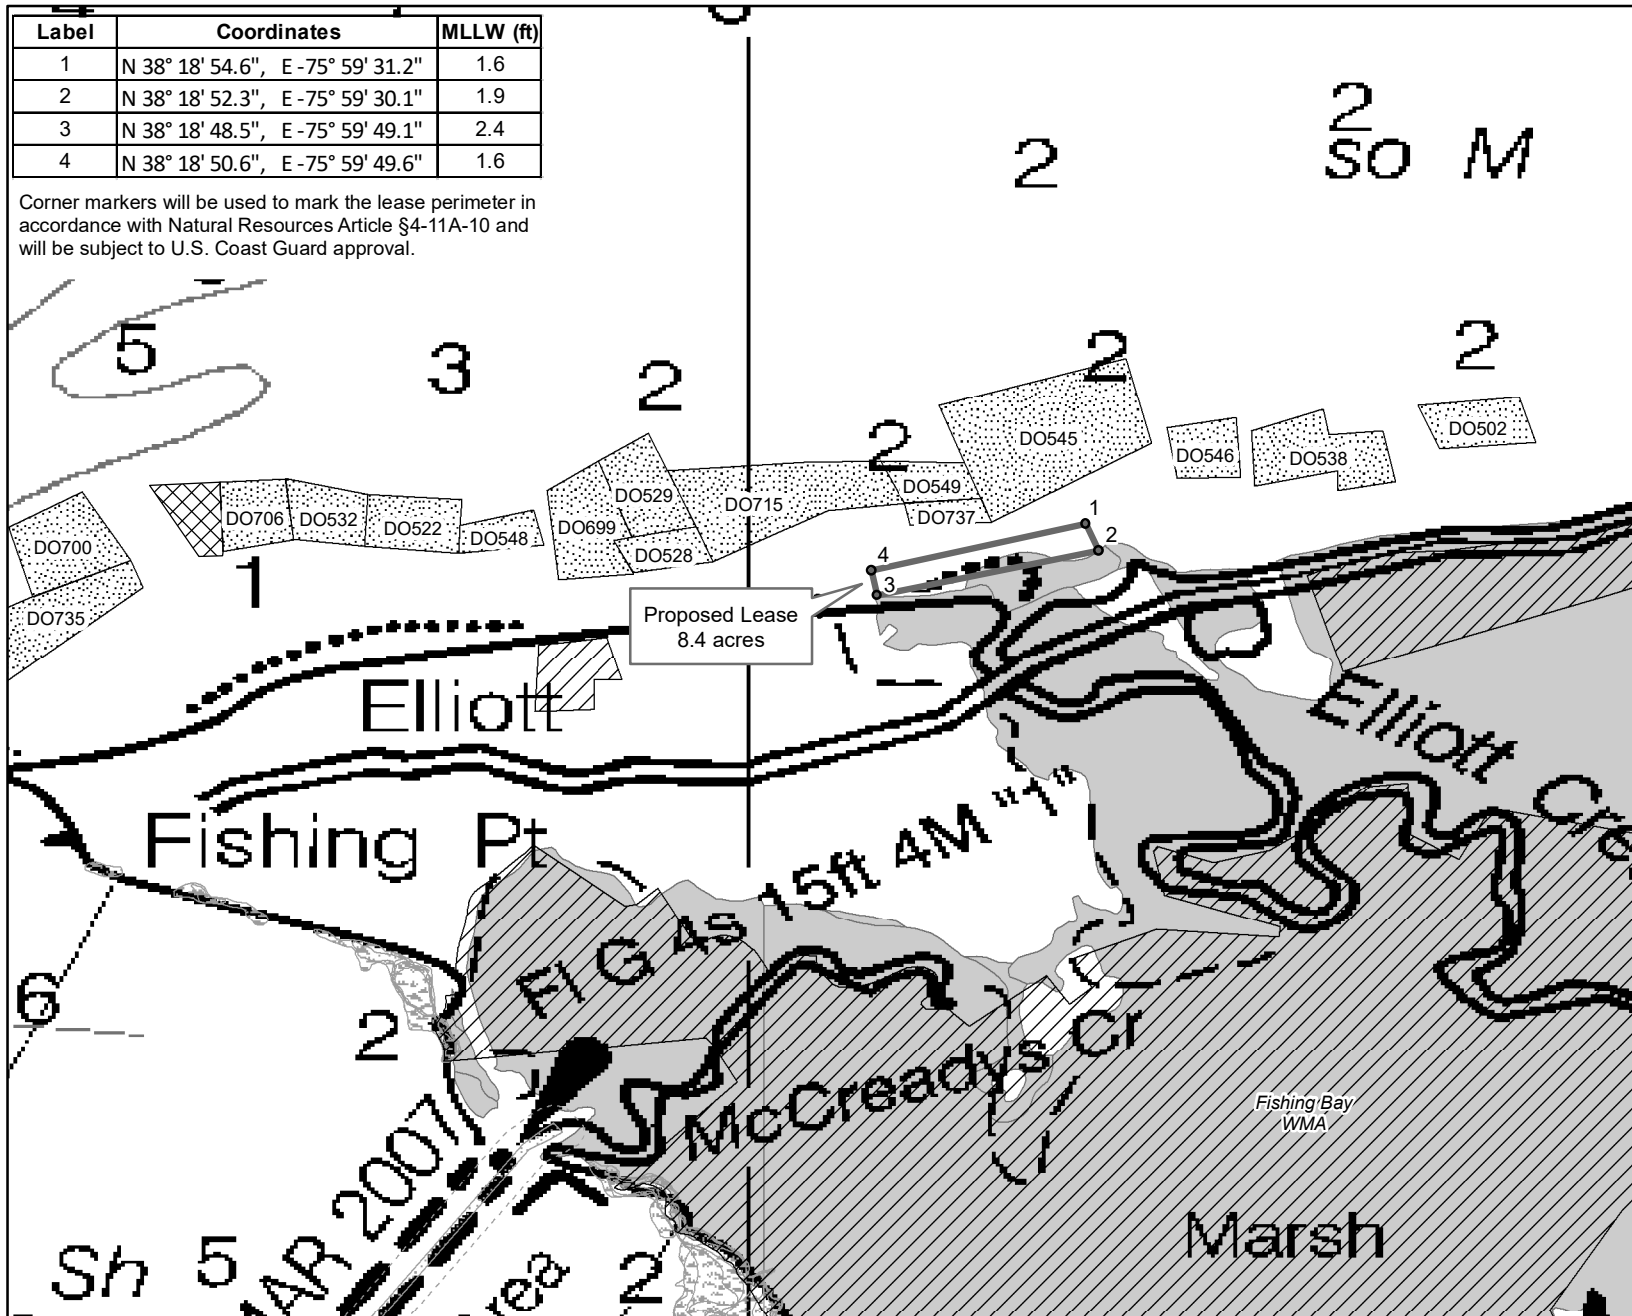 Label Coordinates MLLW (ft)
1 N 38° 18' 54.6", E -75° 59' 31.2" 1.6
2 N 38° 18' 52.3", E -75° 59' 30.1" 1.9
3 N 38° 18' 48.5", E -75° 59' 49.1" 2.4
4 N 38° 18' 50.6", E -75° 59' 49.6" 1.6
Corner markers will be used to mark the lease perimeter in
accordance with Natural Resources Article §4-11A-10 and
will be subject to U.S. Coast Guard approval.
2
2
so M
5
3
2
2
2
2
DO545
DO502
DO546
DO538
DO529
DO549
DO715
DO706
DO532
DO522
DO548
DO699
DO737
DO528
DO700
DO735
1
1
2
4
3
Proposed Lease
8.4 acres
Elliott
Elliott Cre
Fishing Pt
Fl G 4s 15ft 4M "1"
6
2
McCreadys Cr
Fishing Bay
WMA
MAR 2007
Marsh
Sh 5
rea
2